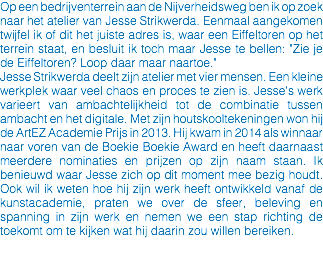 Op een bedrijventerrein aan de Nijverheidsweg ben ik op zoek
naar het atelier van Jesse Strikwerda. Eenmaal aangekomen
twijfel ik of dit het juiste adres is, waar een Eiffeltoren op het
terrein staat, en besluit ik toch maar Jesse te bellen: "Zie je
de Eiffeltoren? Loop daar maar naartoe."
Jesse Strikwerda deelt zijn atelier met vier mensen. Een kleine
werkplek waar veel chaos en proces te zien is. Jesse's werk
varieert van ambachtelijkheid tot de combinatie tussen
ambacht en het digitale. Met zijn houtskooltekeningen won hij
de ArtEZ Academie Prijs in 2013. Hij kwam in 2014 als winnaar
naar voren van de Boekie Boekie Award en heeft daarnaast
meerdere nominaties en prijzen op zijn naam staan. Ik
benieuwd waar Jesse zich op dit moment mee bezig houdt.
Ook wil ik weten hoe hij zijn werk heeft ontwikkeld vanaf de
kunstacademie, praten we over de sfeer, beleving en
spanning in zijn werk en nemen we een stap richting de
toekomt om te kijken wat hij daarin zou willen bereiken.